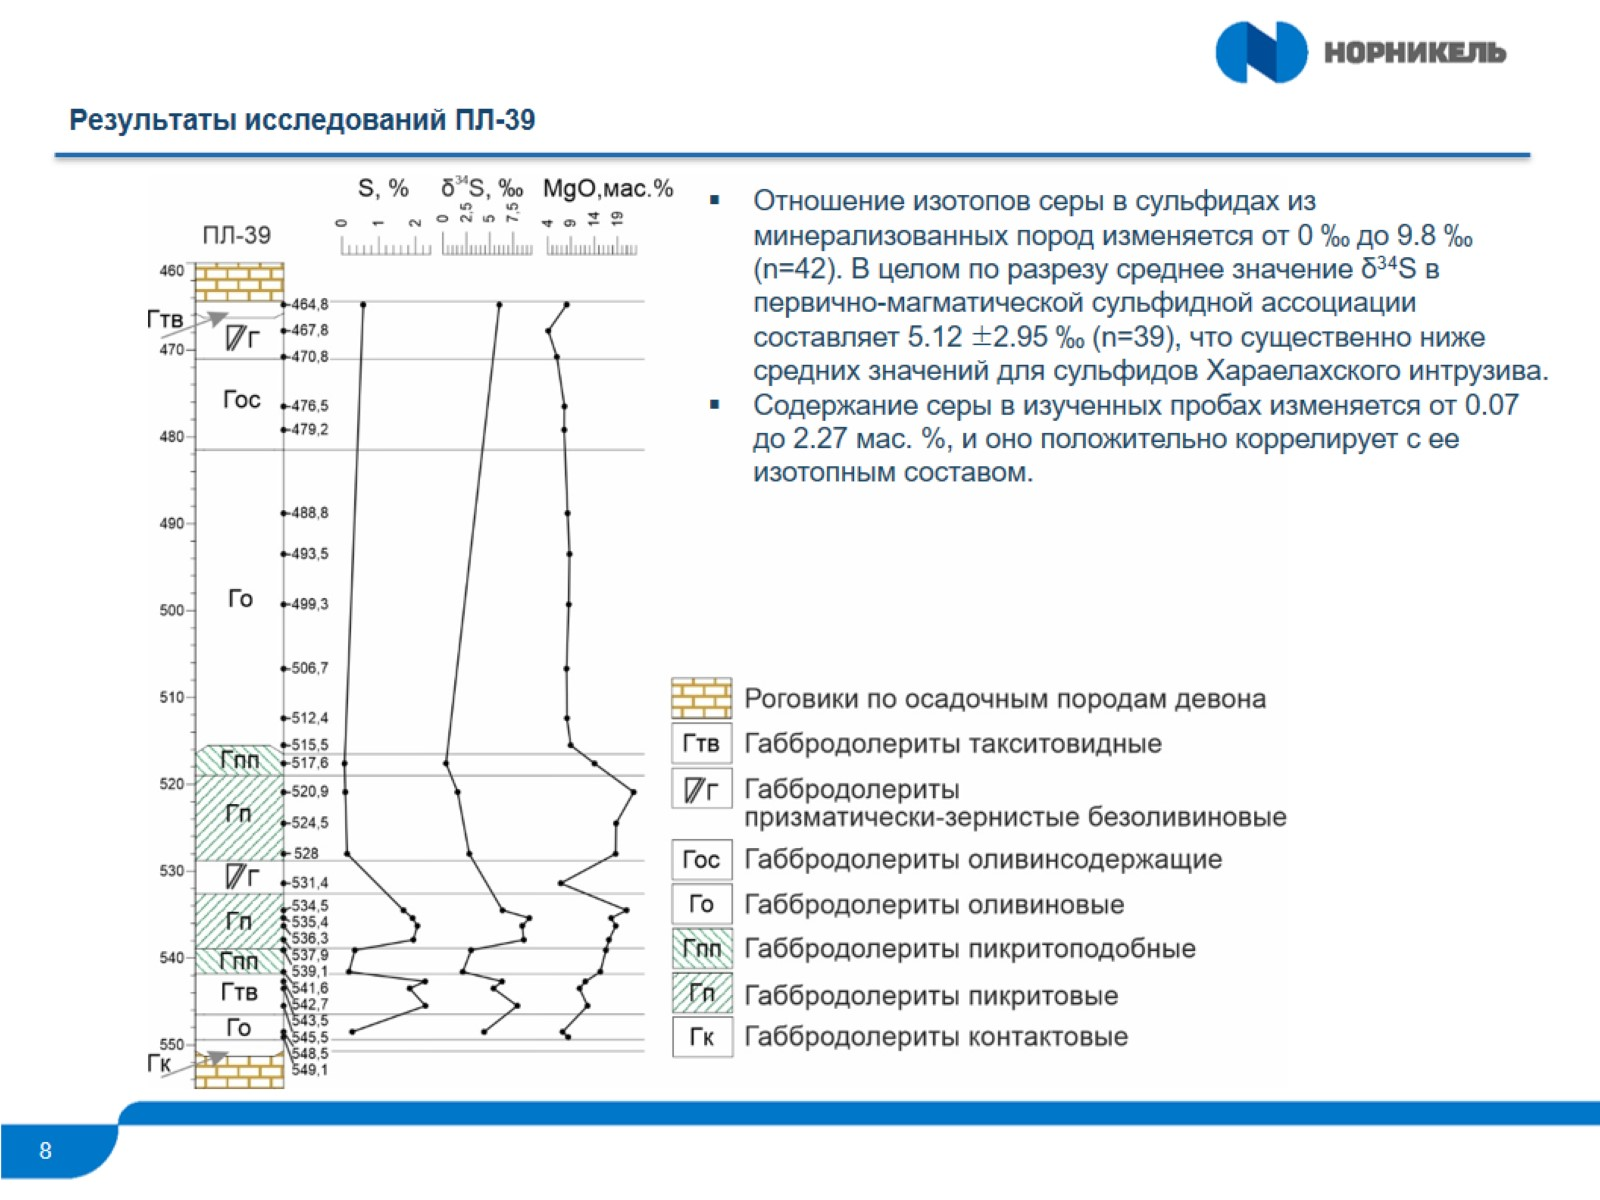 НОРНИКЕЛЬ
Результаты исследований ПЛ-39
S, %
δ³⁴S, ‰
MgO,мас.%
0
1
2
0
2,5
5
7,5
4
9
14
19
ПЛ-39
460
470
480
490
500
510
520
530
540
550
Гтв
▽/Г
Гос
Го
Гпп
Гп
▽/Г
Гп
Гпп
Гтв
Го
Гк
464,8
467,8
470,8
476,5
479,2
488,8
493,5
499,3
506,7
512,4
515,5
517,6
520,9
524,5
528
531,4
534,5
535,4
536,3
537,9
539,1
541,6
542,7
543,5
545,5
548,5
549,1
▪ Отношение изотопов серы в сульфидах из
минерализованных пород изменяется от 0 ‰ до 9.8 ‰
(n=42). В целом по разрезу среднее значение δ³⁴S в
первично-магматической сульфидной ассоциации
составляет 5.12 ±2.95 ‰ (n=39), что существенно ниже
средних значений для сульфидов Хараелахского интрузива.
▪ Содержание серы в изученных пробах изменяется от 0.07
до 2.27 мас. %, и оно положительно коррелирует с ее
изотопным составом.
Роговики по осадочным породам девона
Гтв Габбродолериты такситовидные
▽/Г Габбродолериты
призматически-зернистые безоливиновые
Гос Габбродолериты оливинсодержащие
Го Габбродолериты оливиновые
Гпп Габбродолериты пикритоподобные
Гп Габбродолериты пикритовые
Гк Габбродолериты контактовые
8